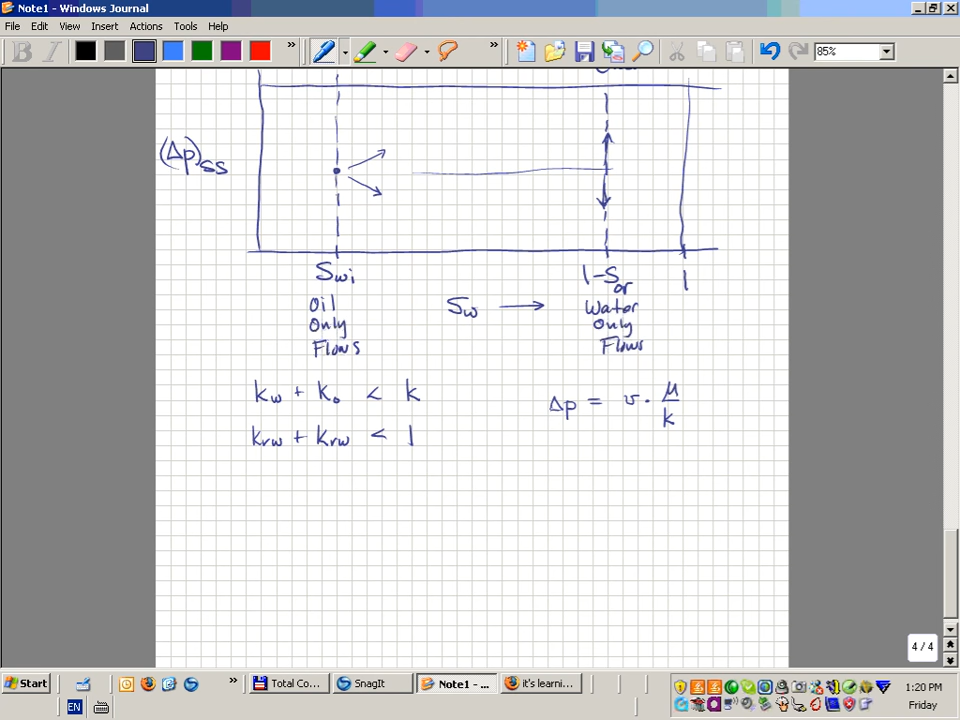 Note1 - Windows Journal
File Edit View Insert Actions Tools Help
B I » » 85%
(Δp)ss
Swi 1-Sor 1
Oil Only Flows
Sw →
Water Only Flows
kw + ko < k
krw + krw < 1
Δp = v · μ/k
4 / 4
Start » Total Co... SnagIt Note1 - ... it's learni... 1:20 PM
EN Friday